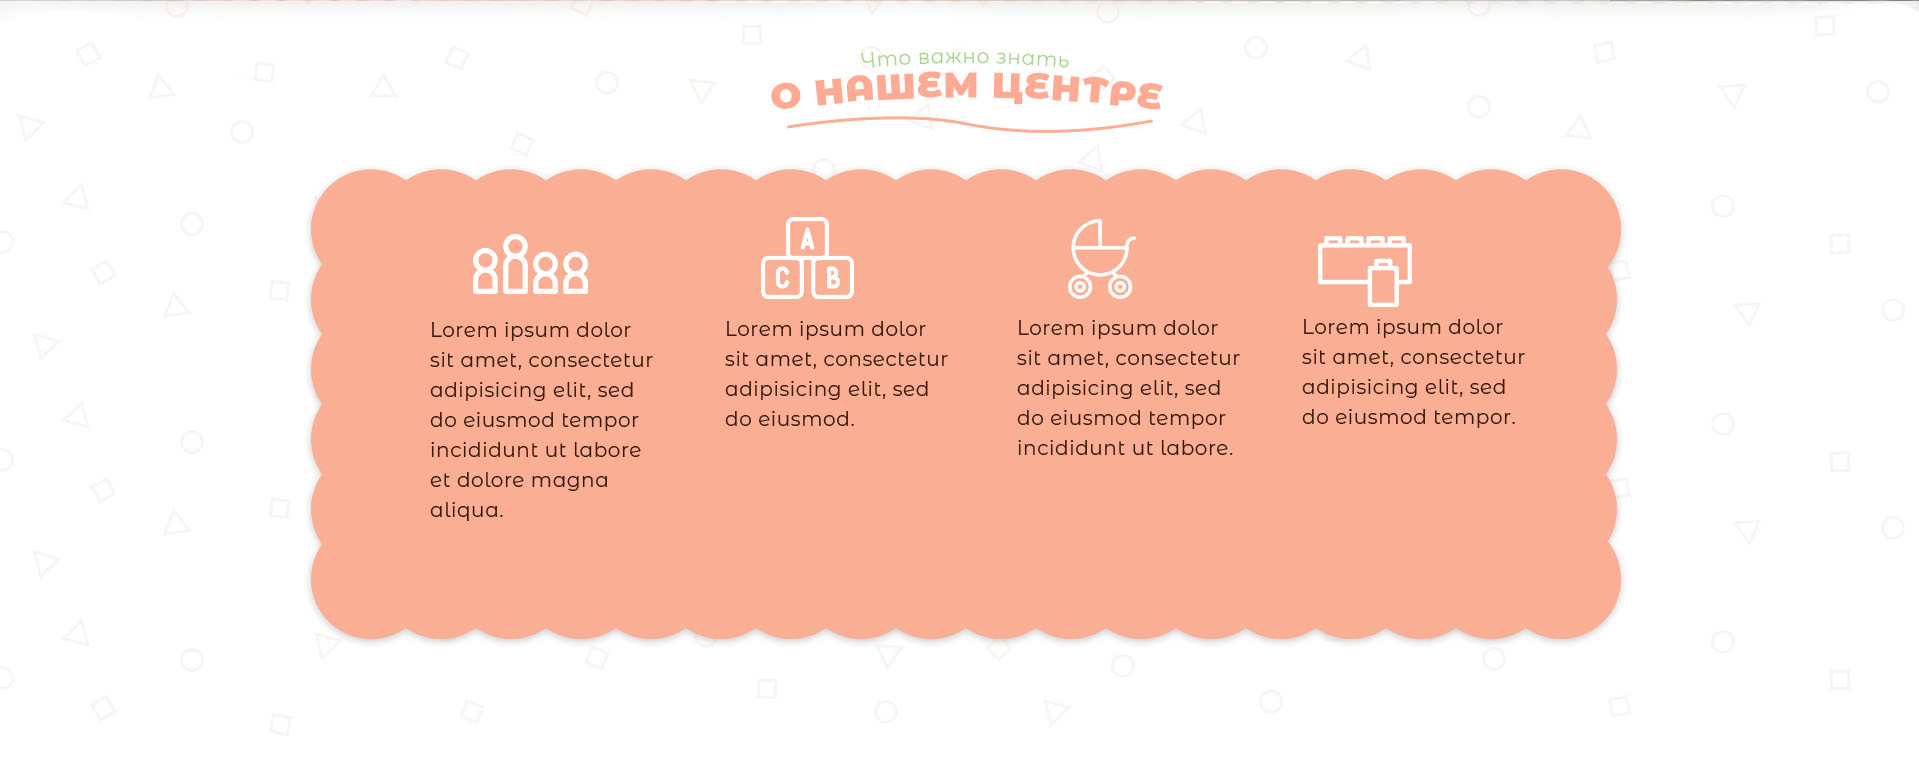 Что важно знать
О НАШЕМ ЦЕНТРЕ
A
C B
Lorem ipsum dolor
sit amet, consectetur
adipisicing elit, sed
do eiusmod tempor
incididunt ut labore
et dolore magna
aliqua.
Lorem ipsum dolor
sit amet, consectetur
adipisicing elit, sed
do eiusmod.
Lorem ipsum dolor
sit amet, consectetur
adipisicing elit, sed
do eiusmod tempor
incididunt ut labore.
Lorem ipsum dolor
sit amet, consectetur
adipisicing elit, sed
do eiusmod tempor.